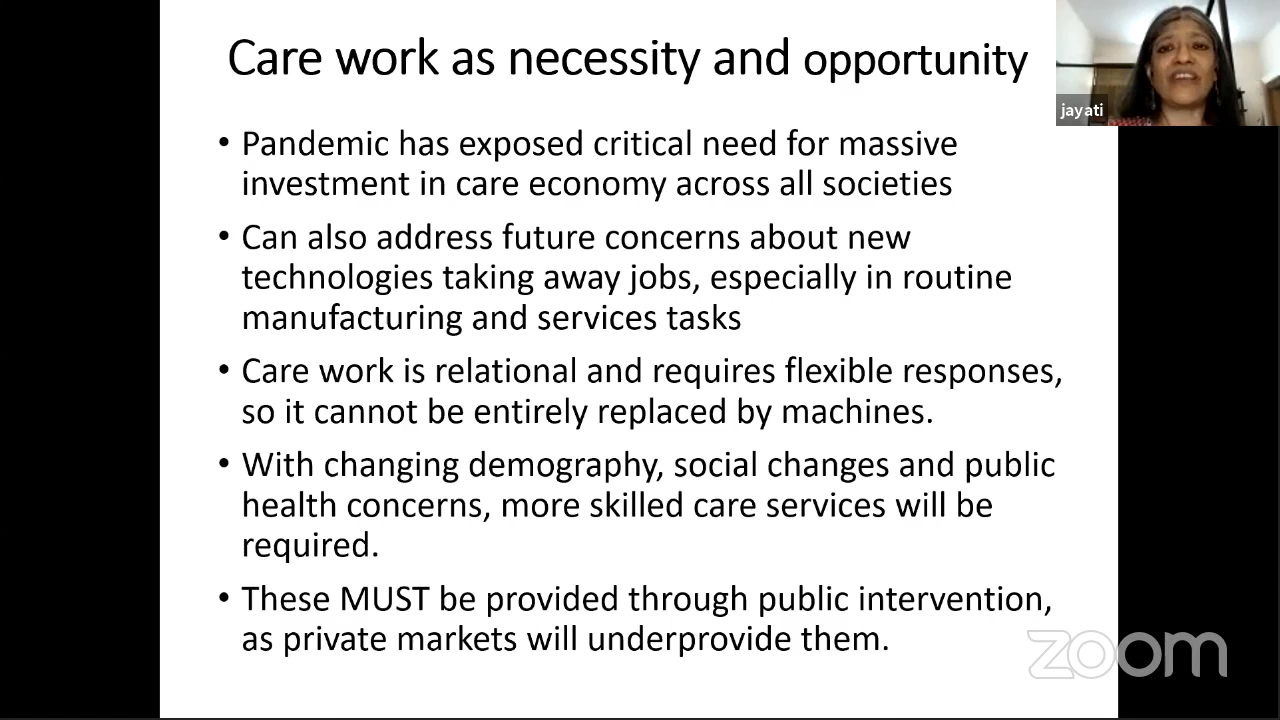 Care work as necessity and opportunity
jayati
• Pandemic has exposed critical need for massive
investment in care economy across all societies
• Can also address future concerns about new
technologies taking away jobs, especially in routine
manufacturing and services tasks
• Care work is relational and requires flexible responses,
so it cannot be entirely replaced by machines.
• With changing demography, social changes and public
health concerns, more skilled care services will be
required.
• These MUST be provided through public intervention,
as private markets will underprovide them.
zoom